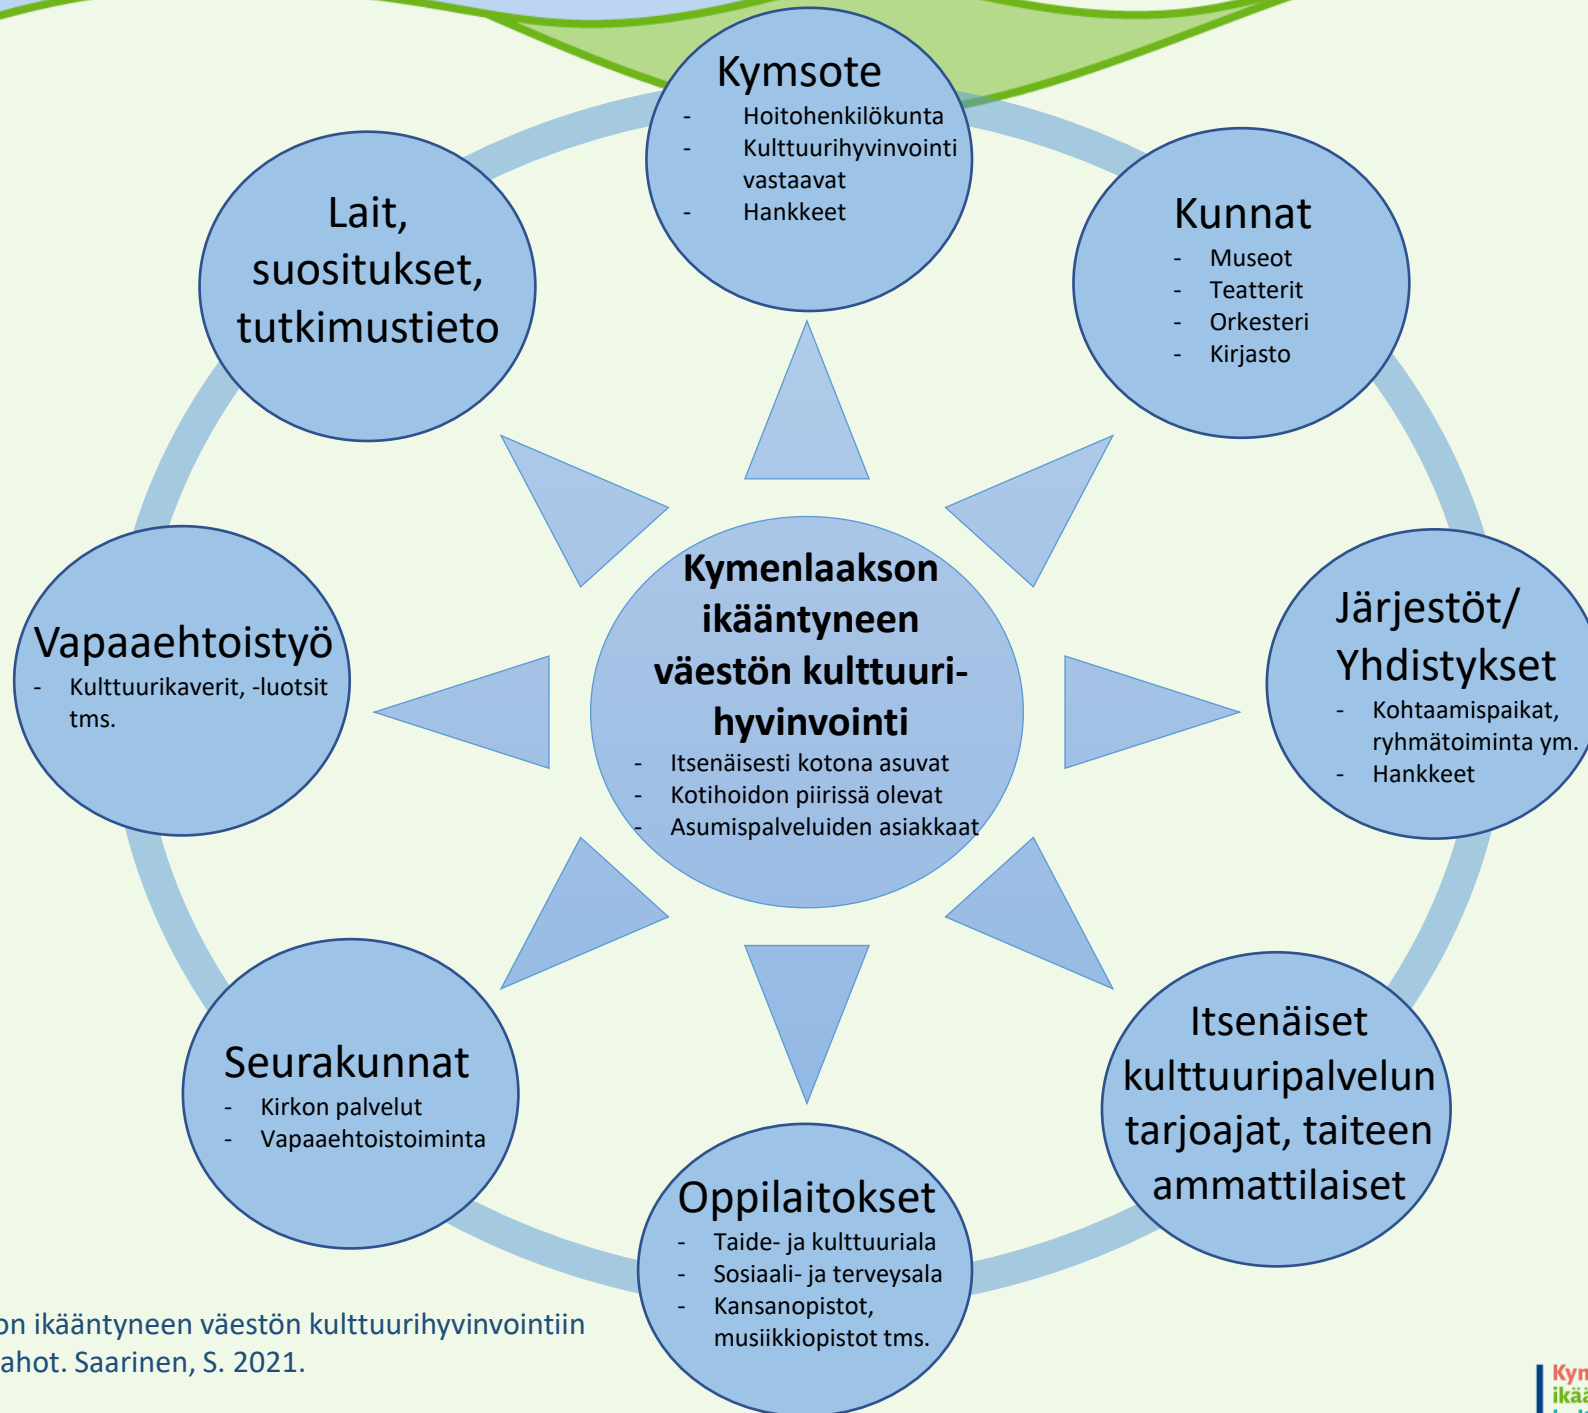 Kymsote
- Hoitohenkilökunta
- Kulttuurihyvinvointi
vastaavat
- Hankkeet
Kunnat
- Museot
- Teatterit
- Orkesteri
- Kirjasto
Järjestöt/
Yhdistykset
- Kohtaamispaikat,
ryhmätoiminta ym.
- Hankkeet
Itsenäiset
kulttuuripalvelun
tarjoajat, taiteen
ammattilaiset
Oppilaitokset
- Taide- ja kulttuuriala
- Sosiaali- ja terveysala
- Kansanopistot,
musiikkiopistot tms.
Seurakunnat
- Kirkon palvelut
- Vapaaehtoistoiminta
Vapaaehtoistyö
- Kulttuurikaverit, -luotsit
tms.
Lait,
suositukset,
tutkimustieto
Kymenlaakson
ikääntyneen
väestön kulttuuri-
hyvinvointi
- Itsenäisesti kotona asuvat
- Kotihoidon piirissä olevat
- Asumispalveluiden asiakkaat
on ikääntyneen väestön kulttuurihyvinvointiin
ahot. Saarinen, S. 2021.